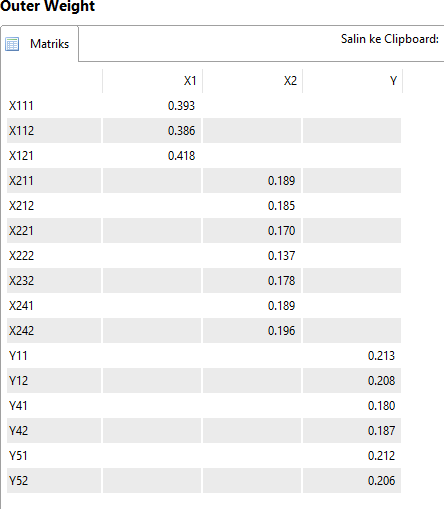 Outer Weight
Matriks Salin ke Clipboard:
X1 X2 Y
X111 0.393
X112 0.386
X121 0.418
X211 0.189
X212 0.185
X221 0.170
X222 0.137
X232 0.178
X241 0.189
X242 0.196
Y11 0.213
Y12 0.208
Y41 0.180
Y42 0.187
Y51 0.212
Y52 0.206